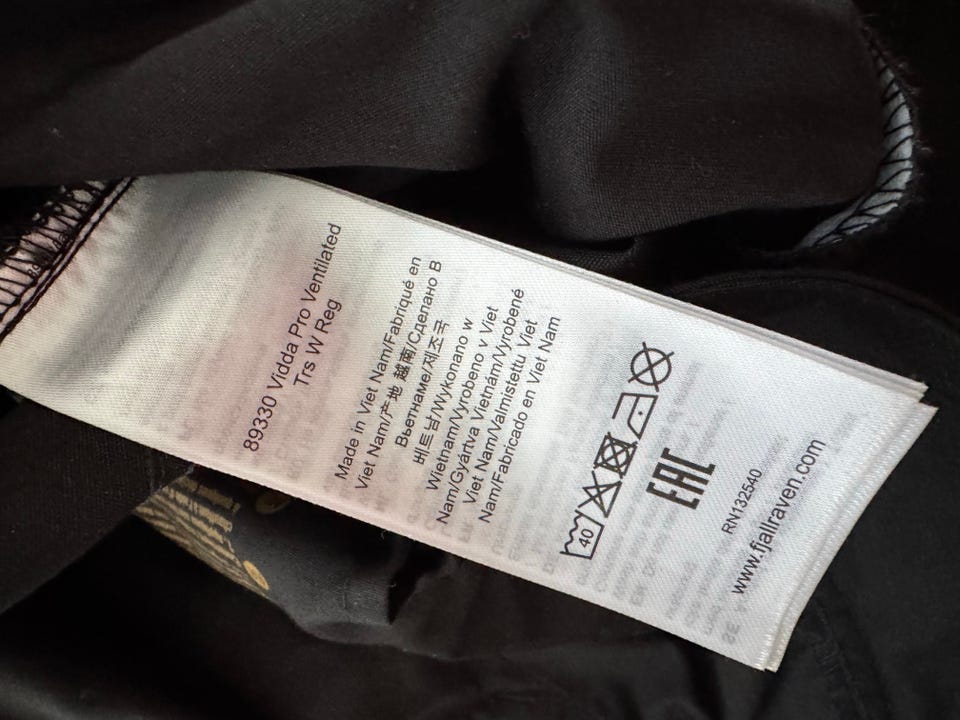 89330 Vidda Pro Ventilated
Trs W Reg
Made in Viet Nam/Fabriqué en
Viet Nam/产地 越南/Сделано В
Вьетнаме/제조국
베트남/Wykonano w
Wietnam/Vyrobeno v Viet
Nam/Gyártva Vietnám/Vyrobené
Viet Nam/Valmistettu Viet
Nam/Fabricado en Viet Nam
40
EAC
RN132540
www.fjallraven.com